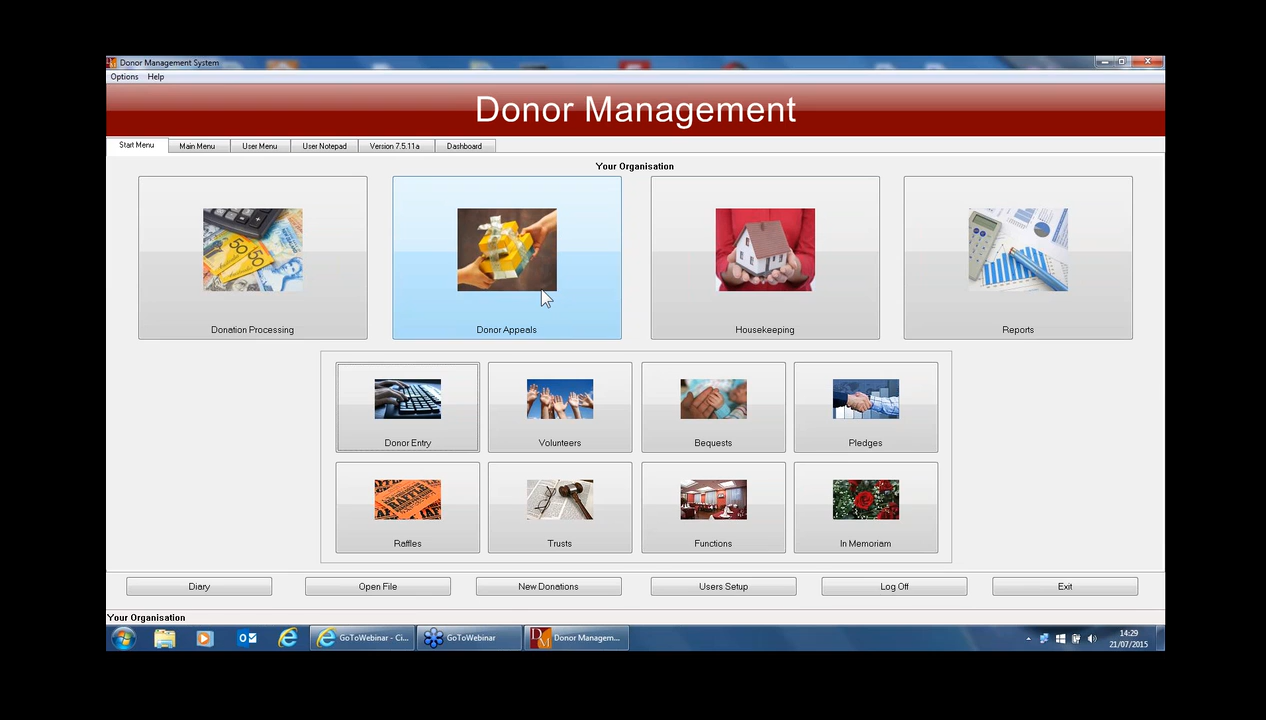 Donor Management System
Options Help
Donor Management
Start Menu Main Menu User Menu User Notepad Version 7.5.11a Dashboard
Your Organisation
Donation Processing Donor Appeals Housekeeping Reports
Donor Entry Volunteers Bequests Pledges
Raffles Trusts Functions In Memoriam
Diary Open File New Donations Users Setup Log Off Exit
Your Organisation
GoToWebinar - Ci... GoToWebinar Donor Managem... 14:29
21/07/2015